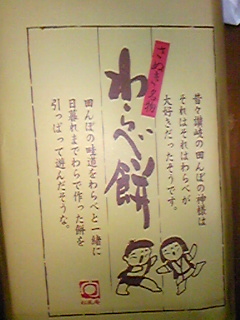 昔々讃岐の田んぼの神様は
それはそれはわらべが
大好きだったそうです。
さぬき名物
わらべ餅
田んぼの畦道をわらべと一緒に
日暮れまでわらで作った餅を
引っぱって遊んだそうな。